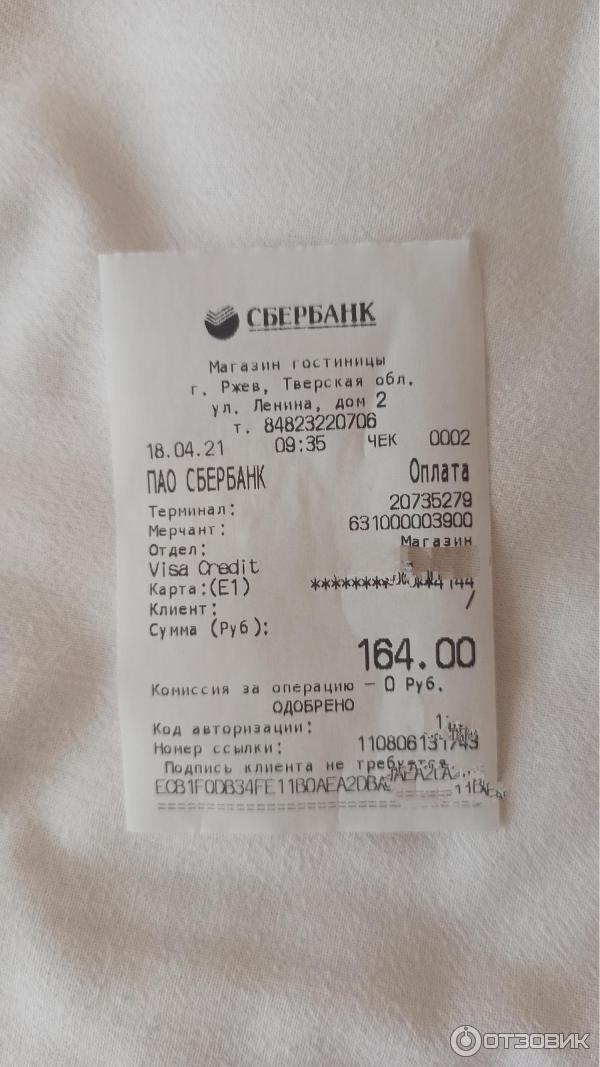 СБЕРБАНК
Магазин гостиницы
г. Ржев, Тверская обл.
ул. Ленина, дом 2
т. 84823220706
18.04.21 09:35 ЧЕК 0002
ПАО СБЕРБАНК Оплата
Терминал: 20735279
Мерчант: 631000003900
Отдел: Магазин
Visa Credit
Карта:(E1)
Клиент: /
Сумма (Руб):
164.00
Комиссия за операцию – 0 Руб.
ОДОБРЕНО
Код авторизации:
Номер ссылки:
Подпись клиента не требуется
ОТЗОВИК